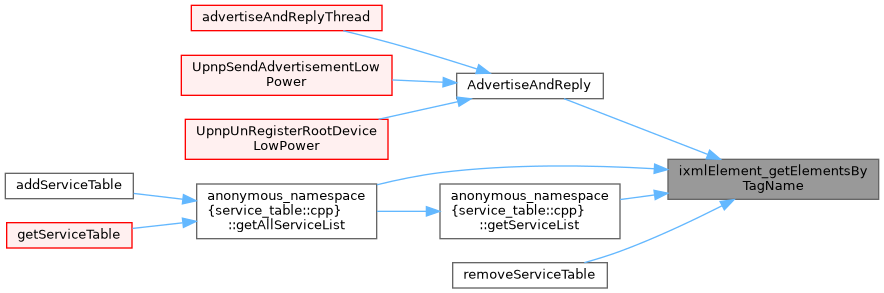 advertiseAndReplyThread
UpnpSendAdvertisementLow
Power
AdvertiseAndReply
UpnpUnRegisterRootDevice
LowPower
ixmlElement_getElementsBy
TagName
addServiceTable
anonymous_namespace
{service_table::cpp}
::getAllServiceList
anonymous_namespace
{service_table::cpp}
::getServiceList
getServiceTable
removeServiceTable